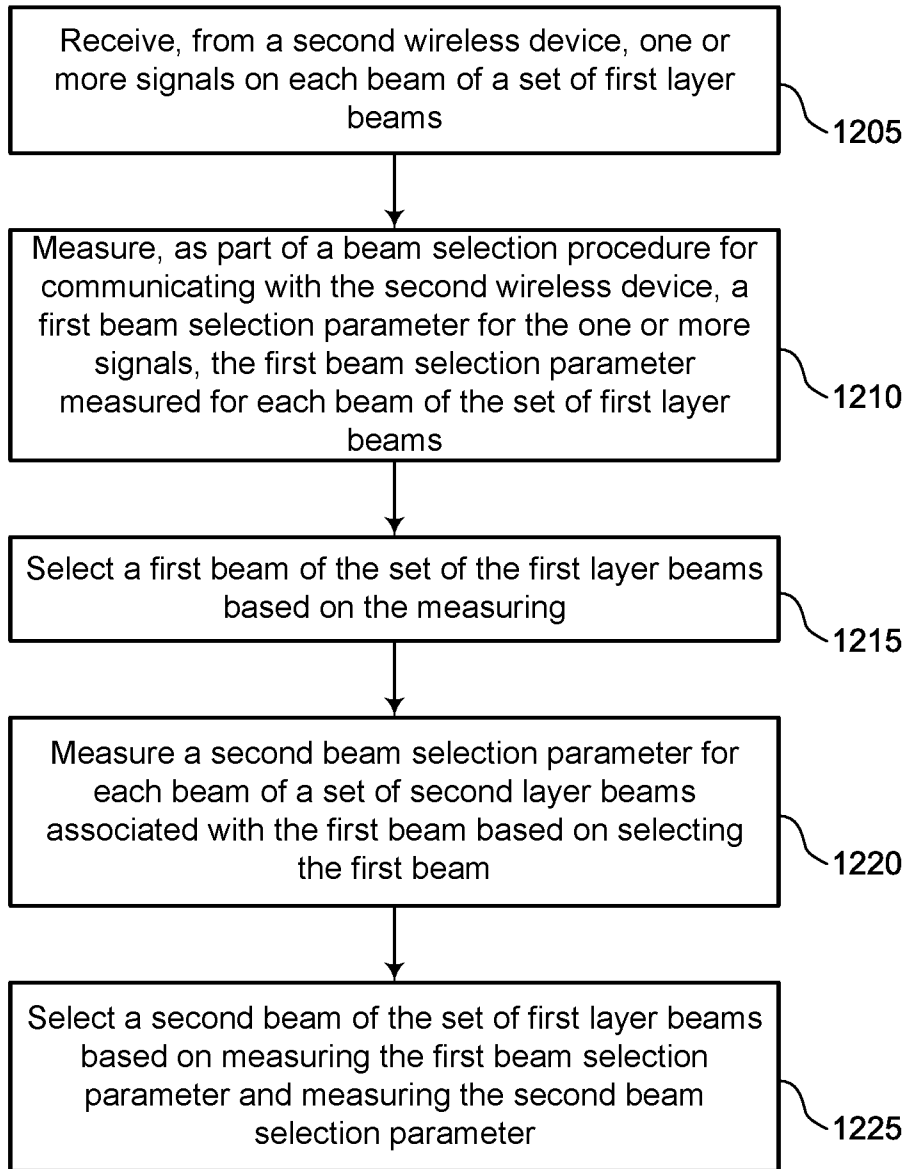 Receive, from a second wireless device, one or
more signals on each beam of a set of first layer
beams
1205
Measure, as part of a beam selection procedure for
communicating with the second wireless device, a
first beam selection parameter for the one or more
signals, the first beam selection parameter
measured for each beam of the set of first layer
beams
1210
Select a first beam of the set of the first layer beams
based on the measuring
1215
Measure a second beam selection parameter for
each beam of a set of second layer beams
associated with the first beam based on selecting
the first beam
1220
Select a second beam of the set of first layer beams
based on measuring the first beam selection
parameter and measuring the second beam
selection parameter
1225